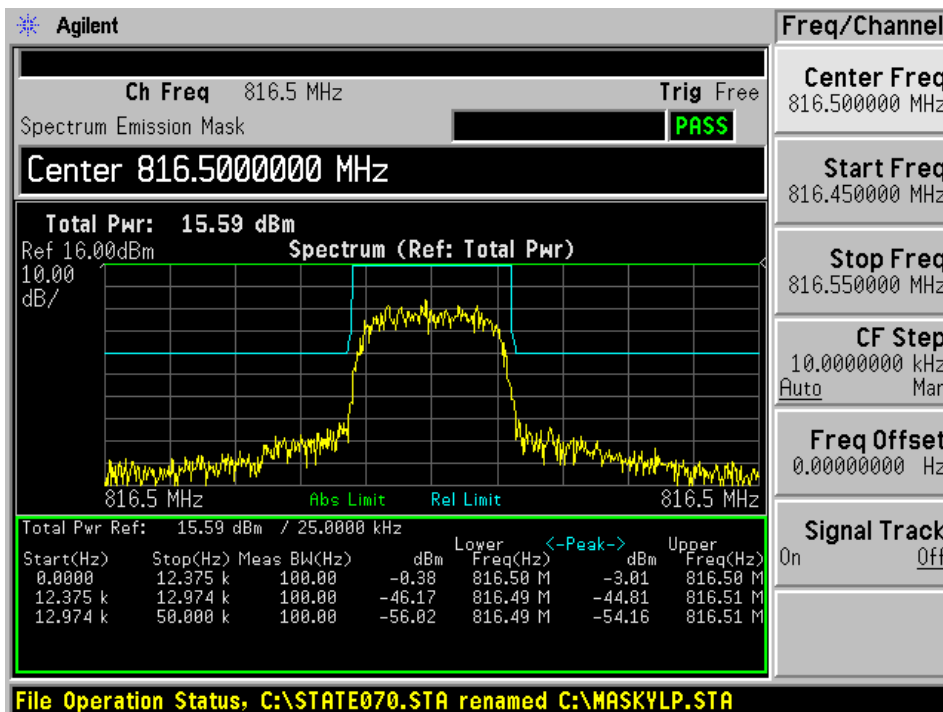 Agilent
Freq/Channel
Ch Freq 816.5 MHz Trig Free
Spectrum Emission Mask PASS
Center 816.5000000 MHz
Total Pwr: 15.59 dBm
Ref 16.00dBm Spectrum (Ref: Total Pwr)
10.00
dB/
816.5 MHz Abs Limit Rel Limit 816.5 MHz
Total Pwr Ref: 15.59 dBm / 25.0000 kHz
Lower <-Peak-> Upper
Start(Hz) Stop(Hz) Meas BW(Hz) dBm Freq(Hz) dBm Freq(Hz)
0.0000 12.375 k 100.00 -0.38 816.50 M -3.01 816.50 M
12.375 k 12.974 k 100.00 -46.17 816.49 M -44.81 816.51 M
12.974 k 50.000 k 100.00 -56.02 816.49 M -54.16 816.51 M
Center Freq
816.500000 MHz
Start Freq
816.450000 MHz
Stop Freq
816.550000 MHz
CF Step
10.0000000 kHz
Auto Man
Freq Offset
0.00000000 Hz
Signal Track
On Off
File Operation Status, C:\STATE070.STA renamed C:\MASKYLP.STA